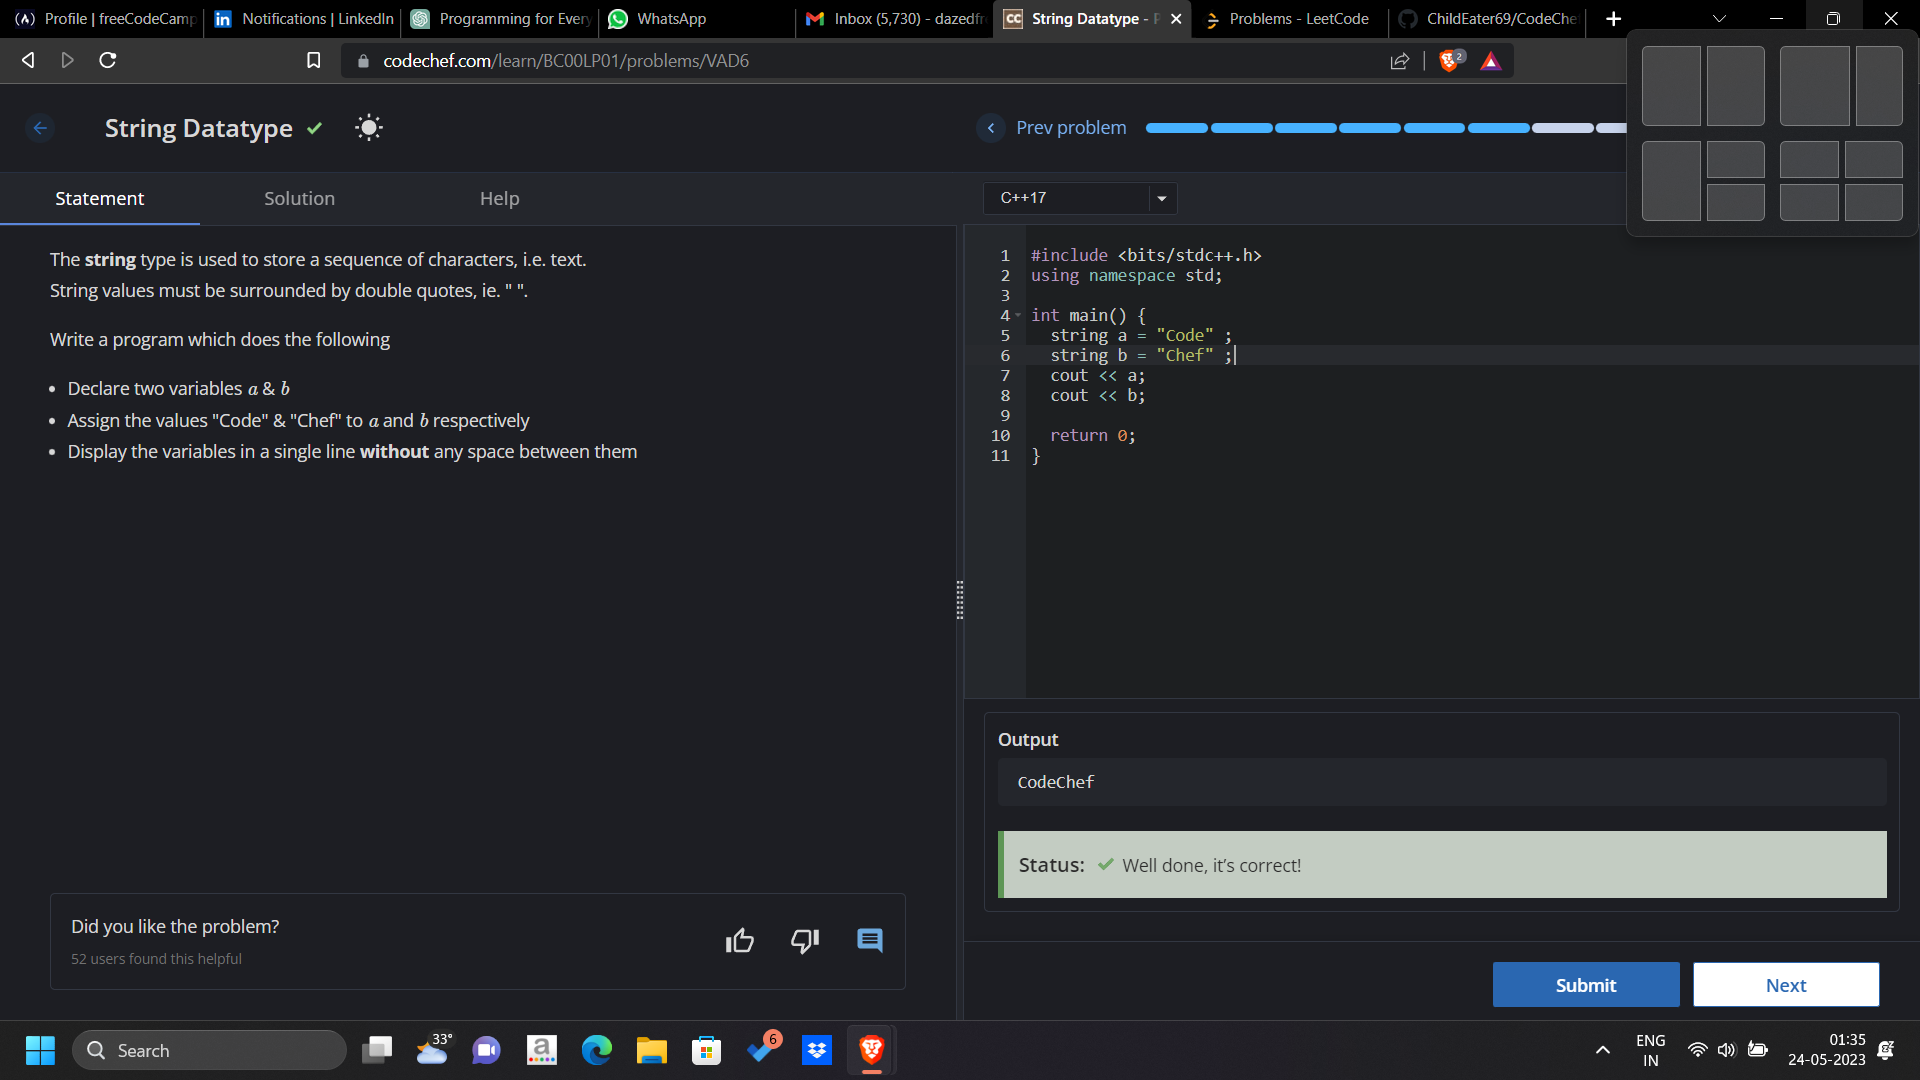 Profile | freeCodeCamp
Notifications | LinkedIn
Programming for Every
WhatsApp
Inbox (5,730) - dazedfr
CC String Datatype - P
Problems - LeetCode
ChildEater69/CodeChe
codechef.com/learn/BC00LP01/problems/VAD6
2
String Datatype
Prev problem
Statement
Solution
Help
C++17
The string type is used to store a sequence of characters, i.e. text.
String values must be surrounded by double quotes, ie. " ".
Write a program which does the following
• Declare two variables a & b
• Assign the values "Code" & "Chef" to a and b respectively
• Display the variables in a single line without any space between them
1 #include <bits/stdc++.h>
2 using namespace std;
3
4 int main() {
5 string a = "Code" ;
6 string b = "Chef" ;
7 cout << a;
8 cout << b;
9
10 return 0;
11 }
Output
CodeChef
Status: Well done, it's correct!
Did you like the problem?
52 users found this helpful
Submit
Next
Search
33°
a
6
ENG
IN
01:35
24-05-2023